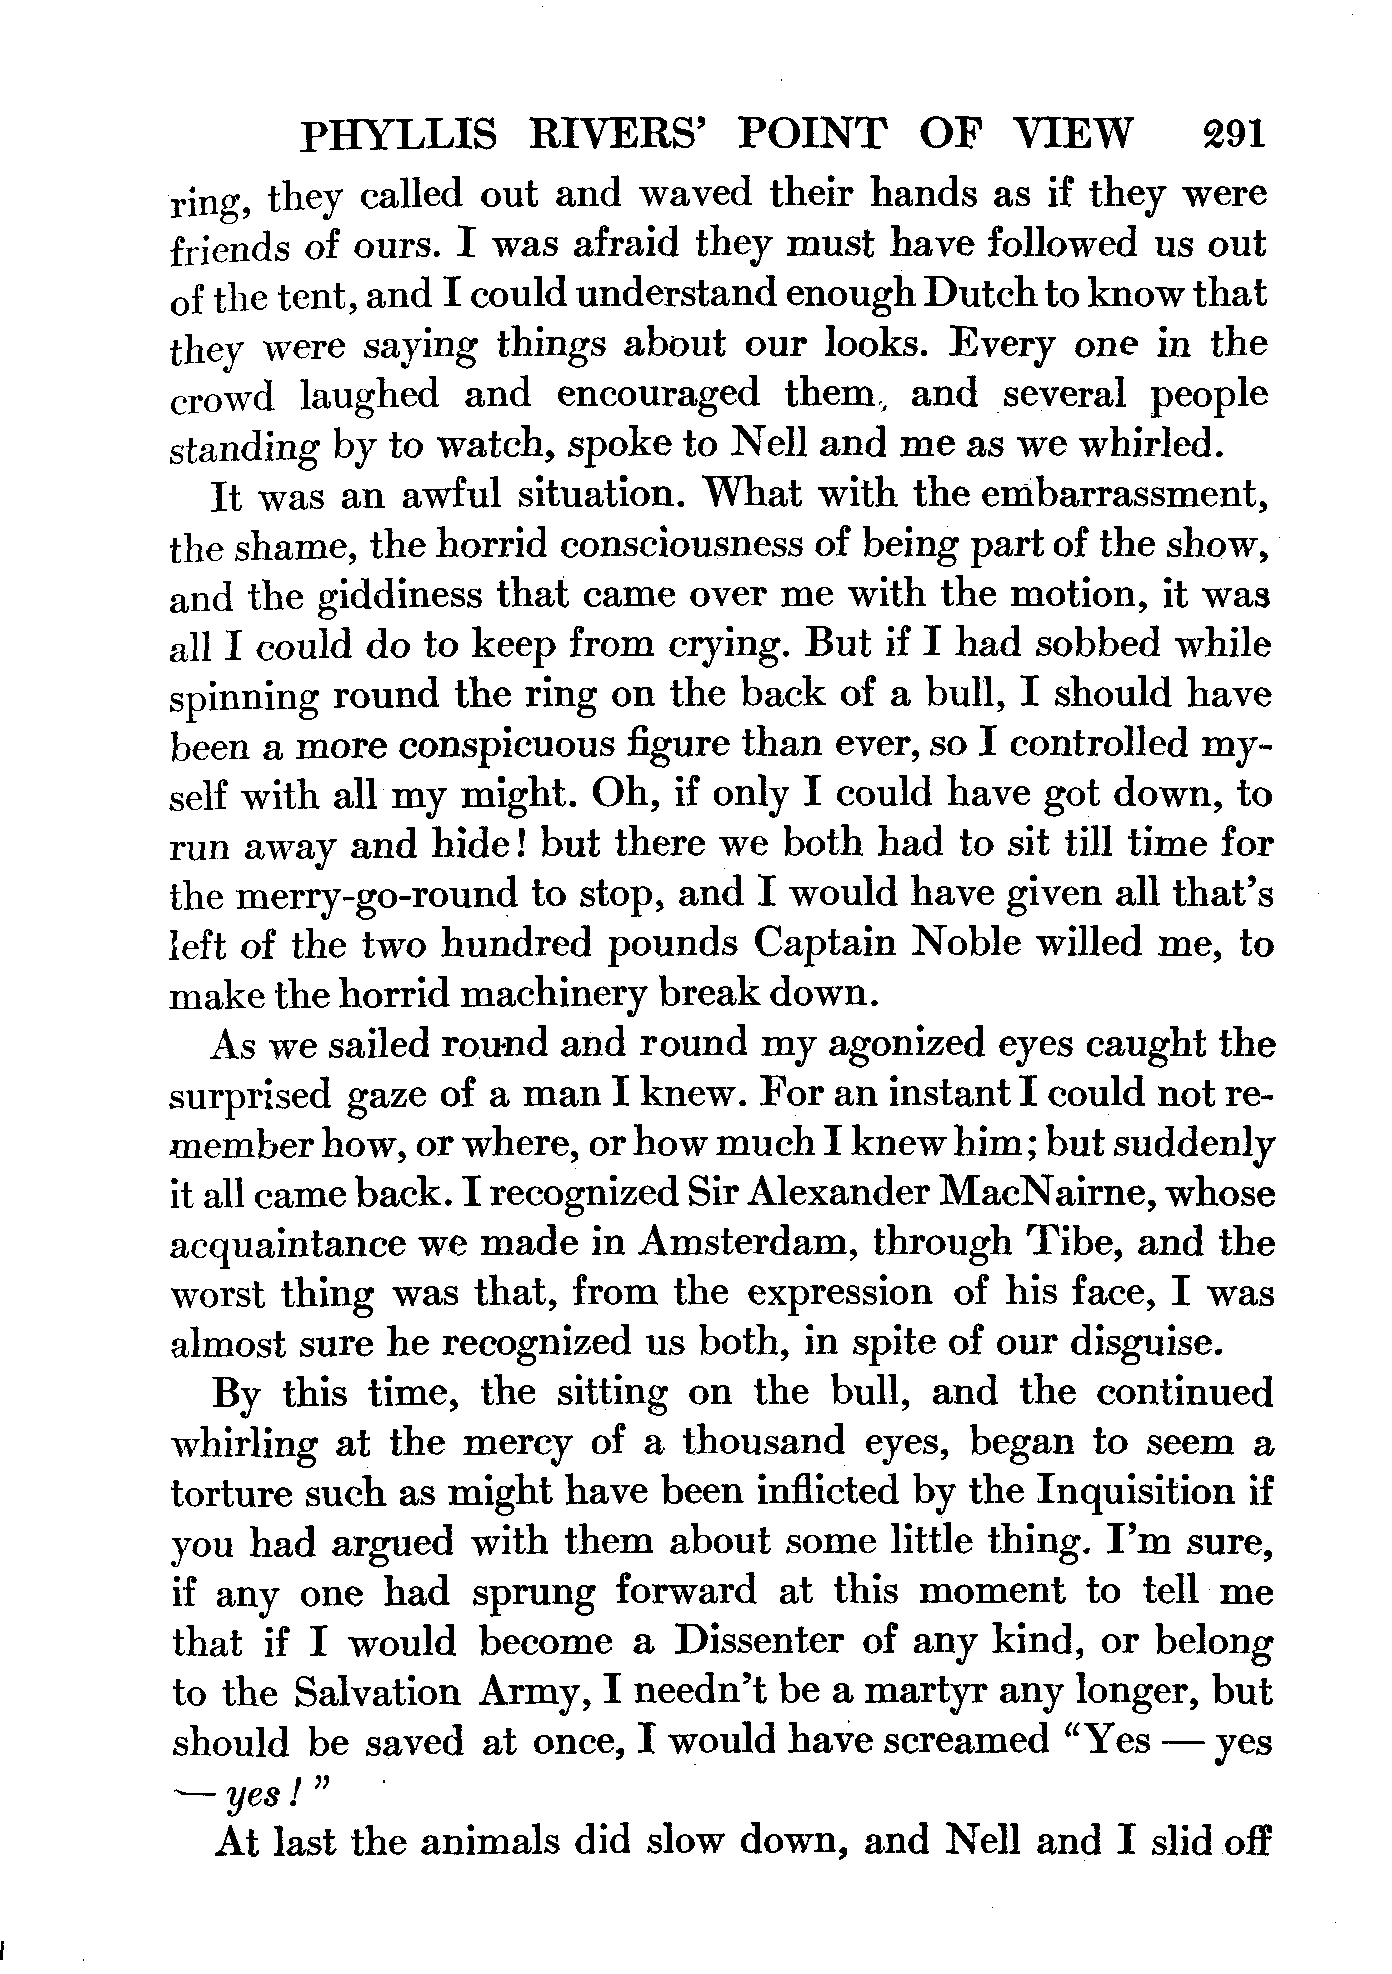 PHYLLIS RIVERS' POINT OF VIEW 291
ring, they called out and waved their hands as if they were
friends of ours. I was afraid they must have followed us out
of the tent, and I could understand enough Dutch to know that
they were saying things about our looks. Every one in the
crowd laughed and encouraged them, and several people
standing by to watch, spoke to Nell and me as we whirled.
It was an awful situation. What with the embarrassment,
the shame, the horrid consciousness of being part of the show,
and the giddiness that came over me with the motion, it was
all I could do to keep from crying. But if I had sobbed while
spinning round the ring on the back of a bull, I should have
been a more conspicuous figure than ever, so I controlled my-
self with all my might. Oh, if only I could have got down, to
run away and hide! but there we both had to sit till time for
the merry-go-round to stop, and I would have given all that's
left of the two hundred pounds Captain Noble willed me, to
make the horrid machinery break down.
As we sailed round and round my agonized eyes caught the
surprised gaze of a man I knew. For an instant I could not re-
member how, or where, or how much I knew him; but suddenly
it all came back. I recognized Sir Alexander MacNairne, whose
acquaintance we made in Amsterdam, through Tibe, and the
worst thing was that, from the expression of his face, I was
almost sure he recognized us both, in spite of our disguise.
By this time, the sitting on the bull, and the continued
whirling at the mercy of a thousand eyes, began to seem a
torture such as might have been inflicted by the Inquisition if
you had argued with them about some little thing. I'm sure,
if any one had sprung forward at this moment to tell me
that if I would become a Dissenter of any kind, or belong
to the Salvation Army, I needn't be a martyr any longer, but
should be saved at once, I would have screamed "Yes — yes
— yes!"
At last the animals did slow down, and Nell and I slid off